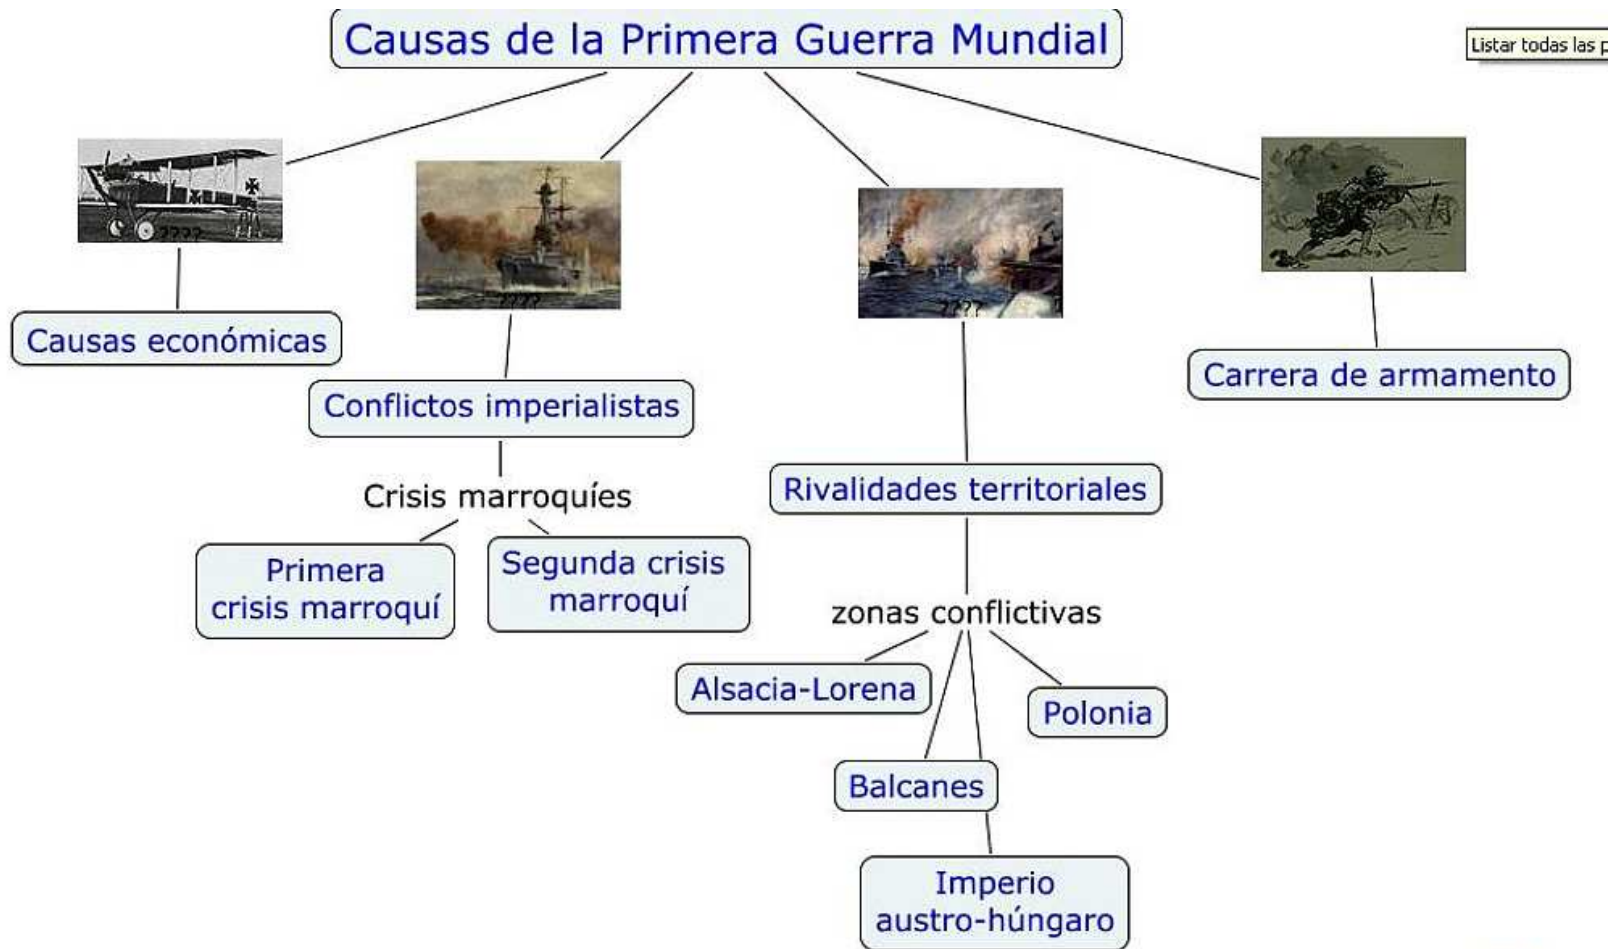 Causas de la Primera Guerra Mundial
Listar todas las p
????
????
????
Causas económicas
Conflictos imperialistas
Carrera de armamento
Crisis marroquíes
Rivalidades territoriales
Primera
crisis marroquí
Segunda crisis
marroquí
zonas conflictivas
Alsacia-Lorena
Polonia
Balcanes
Imperio
austro-húngaro